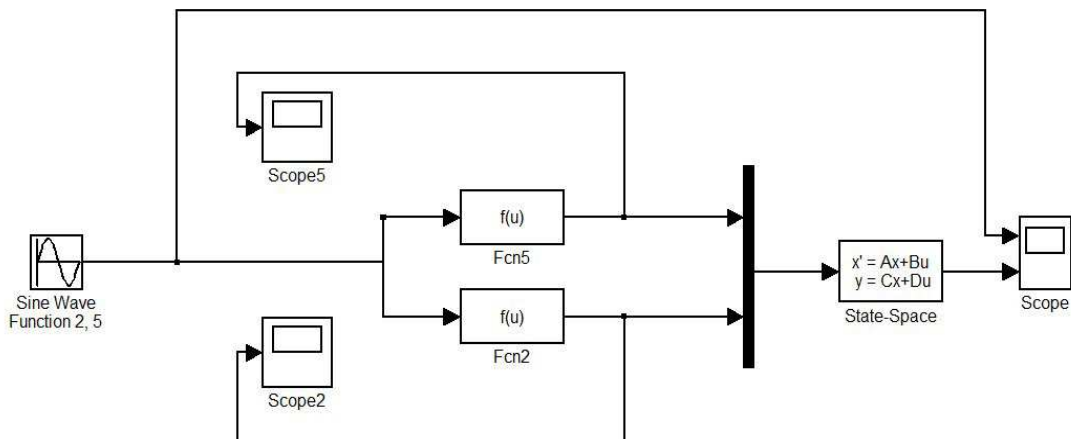 Scope5
f(u)
Fcn5
Sine Wave
Function 2, 5
x' = Ax+Bu
y = Cx+Du
State-Space
Scope
f(u)
Fcn2
Scope2